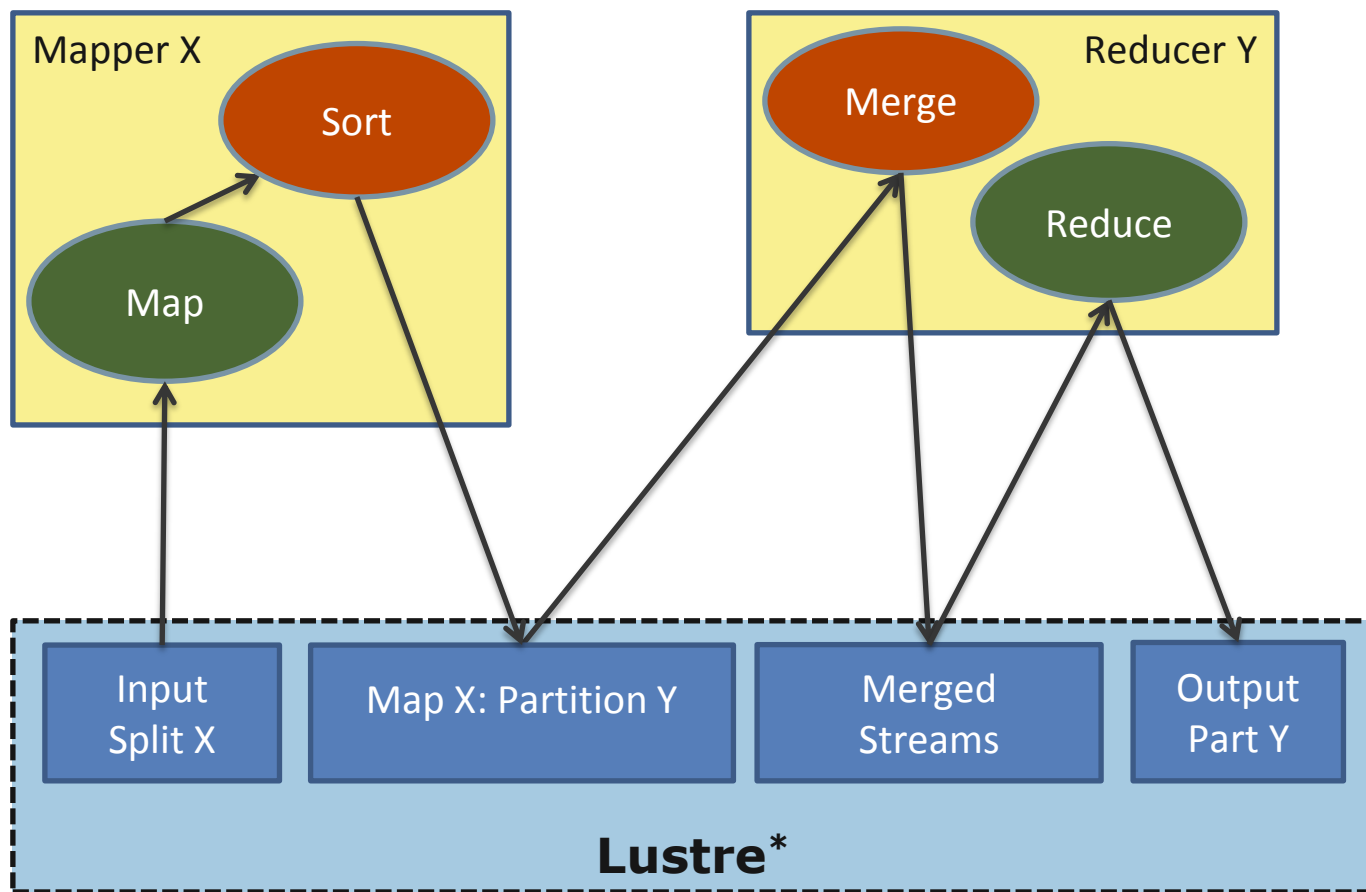 Mapper X
Sort
Map
Reducer Y
Merge
Reduce
Input
Split X
Map X: Partition Y
Merged
Streams
Output
Part Y
Lustre*